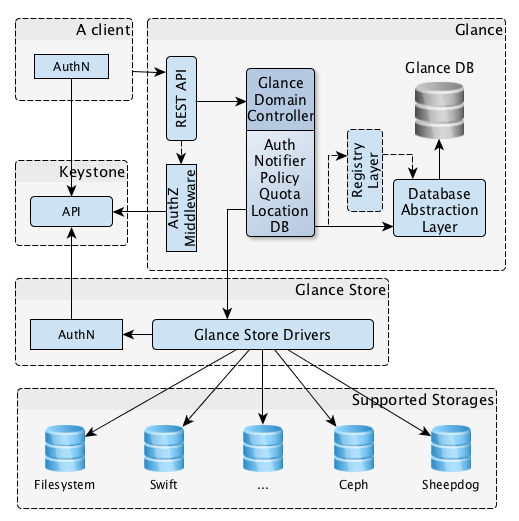 A client
AuthN
Glance
REST API
Glance
Domain
Controller
Auth
Notifier
Policy
Quota
Location
DB
Glance DB
Registry
Layer
Database
Abstraction
Layer
AuthZ
Middleware
Keystone
API
Glance Store
AuthN
Glance Store Drivers
Supported Storages
Filesystem
Swift
...
Ceph
Sheepdog